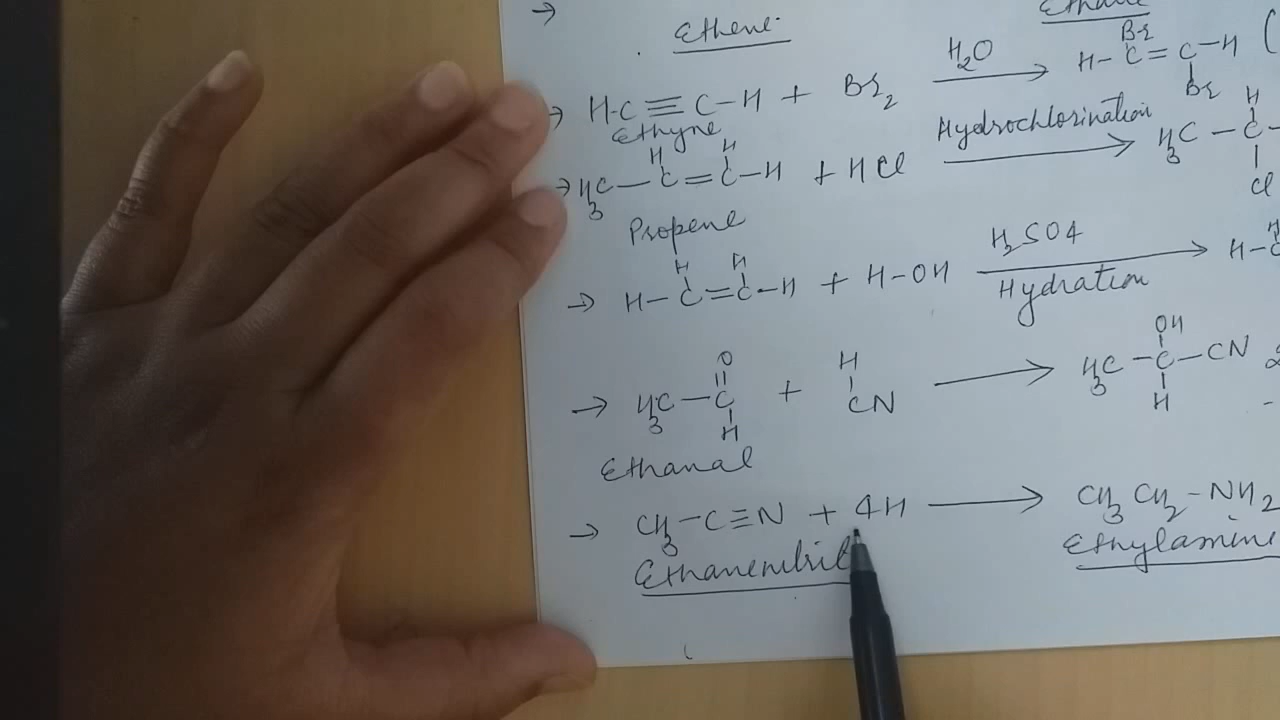 → Ethene Ethane
→ H-C≡C-H + Br₂ H₂O → H-C=C-H (
Br Br
Ethyne
→ H₃C-C=C-H + HCl Hydrochlorination → H₃C-C-
H H H Cl
Propene
→ H-C=C-H + H-OH H₂SO4 → H-C
H H Hydration H
→ H₃C-C=O + H → H₃C-C-CN
H CN OH H
Ethanal
→ CH₃-C≡N + 4H → CH₃CH₂-NH₂
Ethanenitril Ethylamine